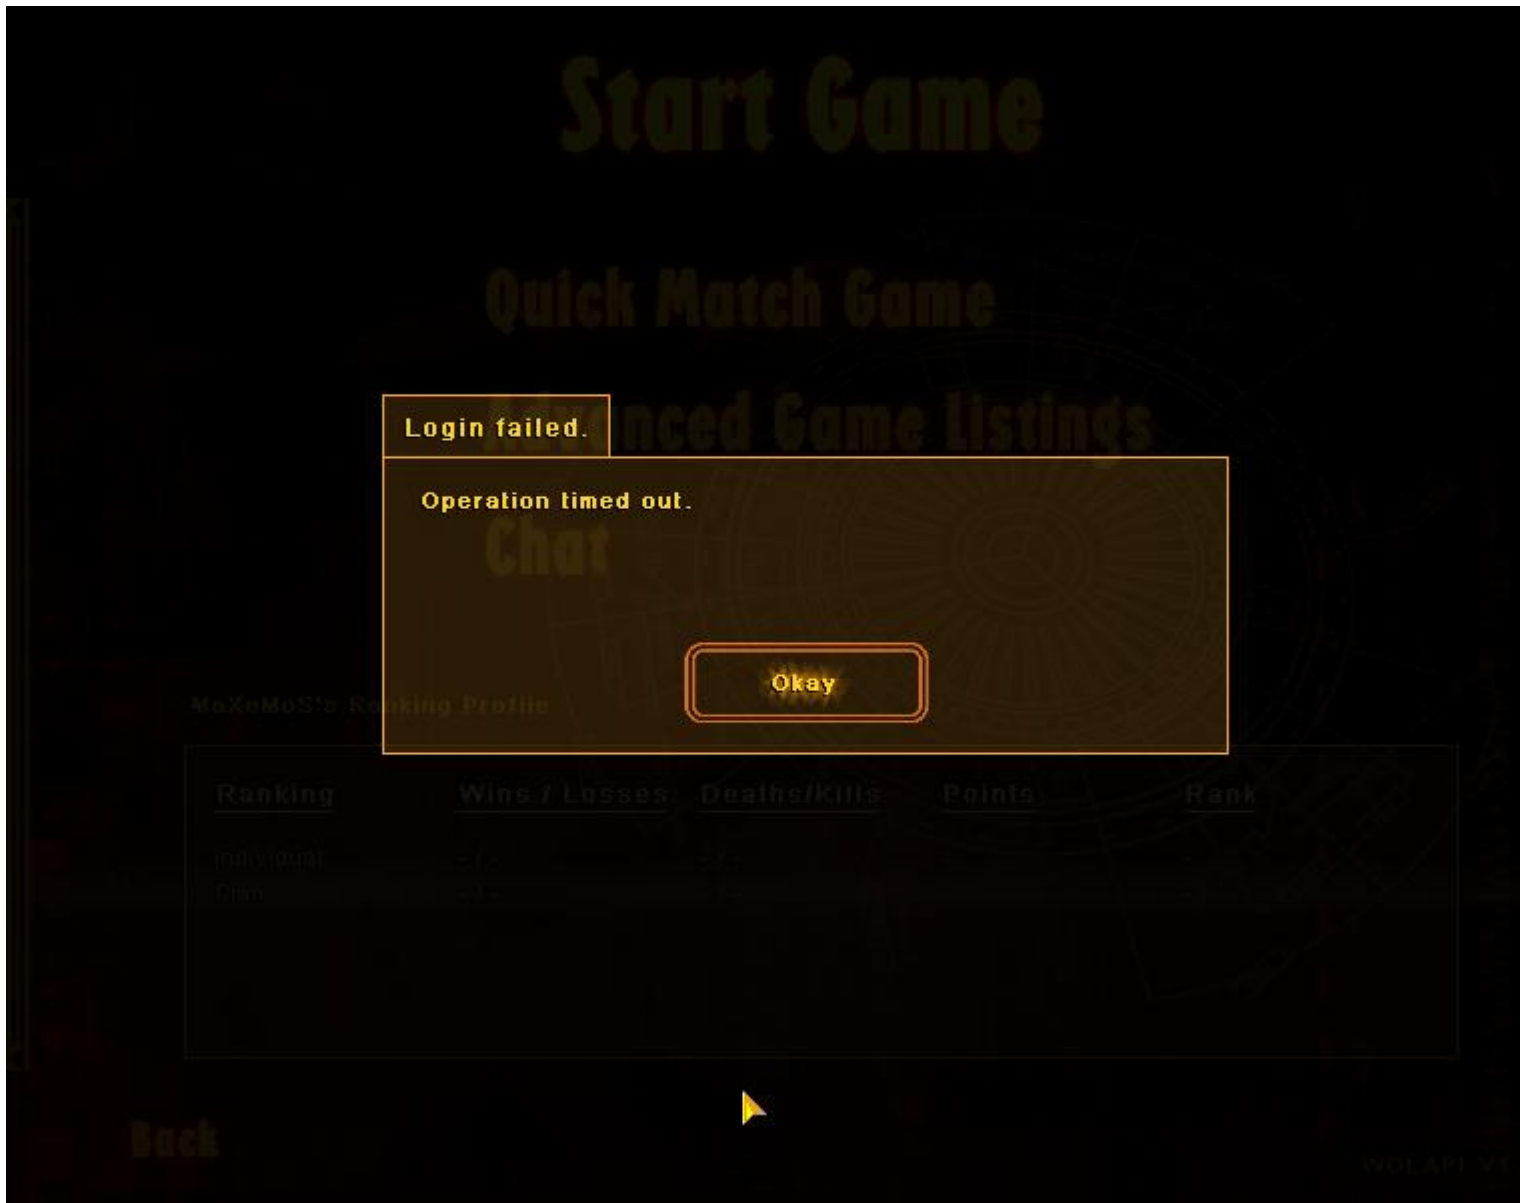 Start Game
Quick Match Game
Advanced Game Listings
Login failed.
Operation timed out.
Chat
Okay
MaXeMoS's Ranking Profile
Ranking Wins / Losses Deaths/Kills Points Rank
Individual - / - - / - -
Clan - / - - / - -
Back
WOLAPI V1